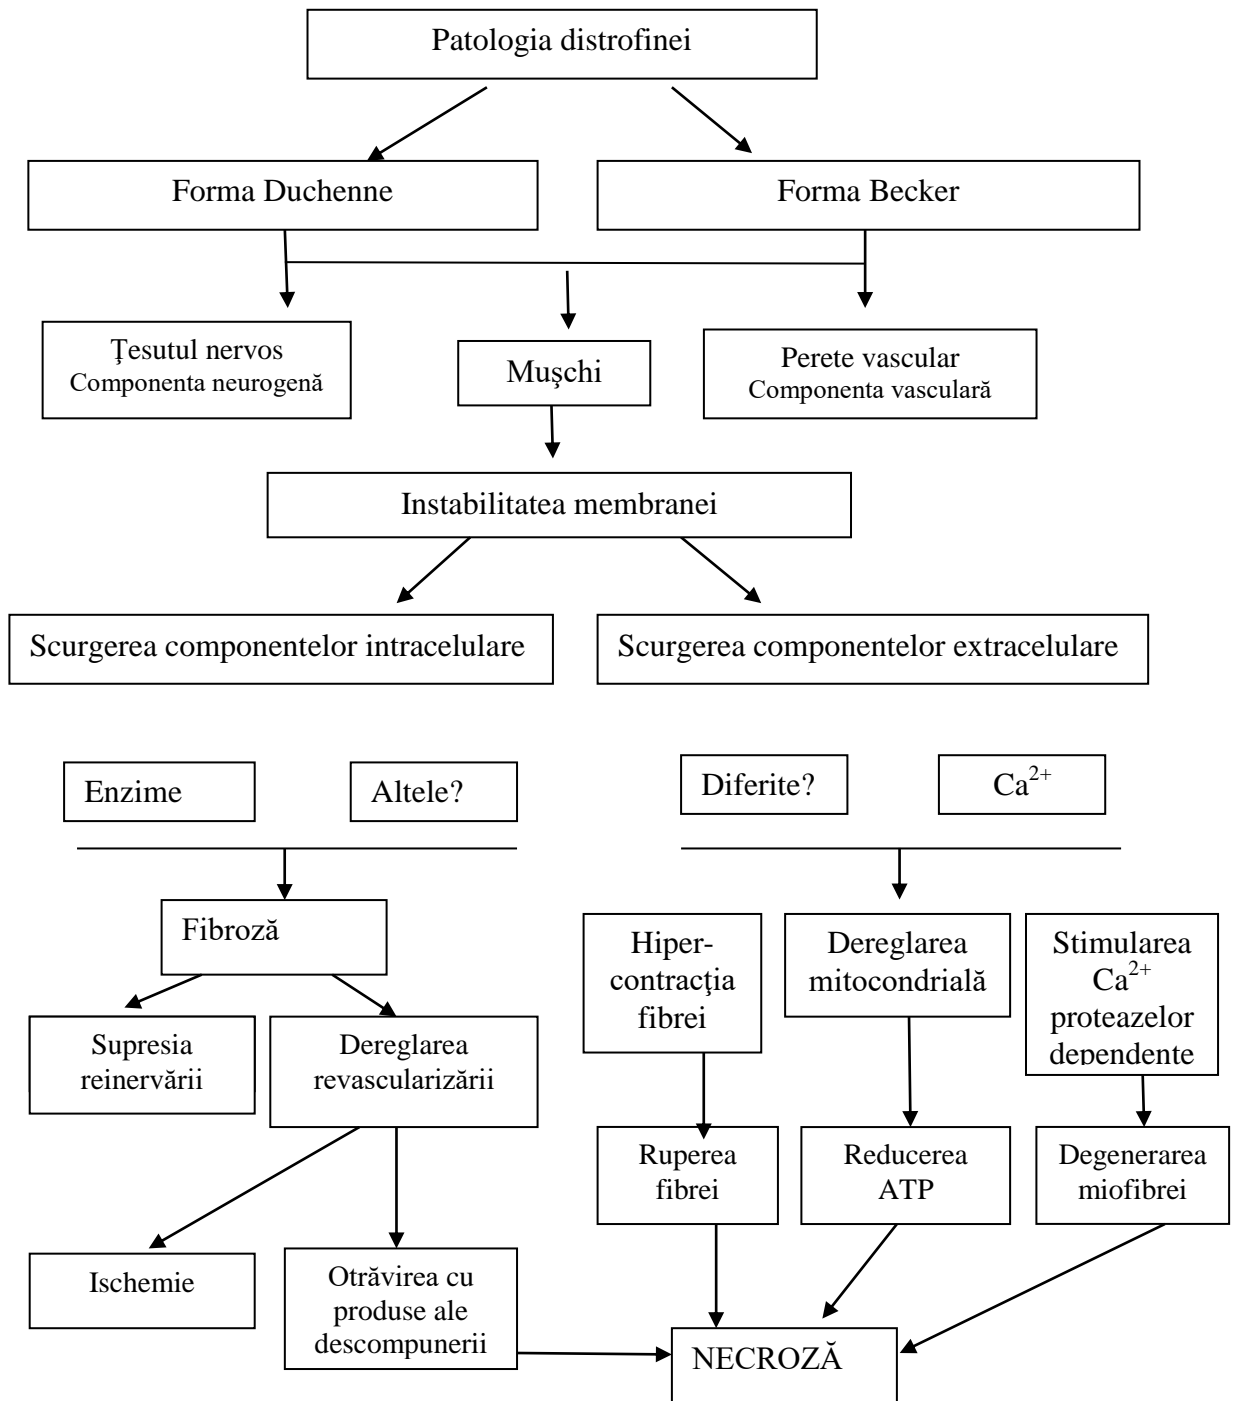 Patologia distrofinei
Forma Duchenne
Forma Becker
Ţesutul nervos
Componenta neurogenă
Muşchi
Perete vascular
Componenta vasculară
Instabilitatea membranei
Scurgerea componentelor intracelulare
Scurgerea componentelor extracelulare
Enzime
Altele?
Diferite?
Ca²⁺
Fibroză
Hiper-
contracţia
fibrei
Dereglarea
mitocondrială
Stimularea
Ca²⁺
proteazelor
dependente
Supresia
reinervării
Dereglarea
revascularizării
Ruperea
fibrei
Reducerea
ATP
Degenerarea
miofibrei
Ischemie
Otrăvirea cu
produse ale
descompunerii
NECROZĂ